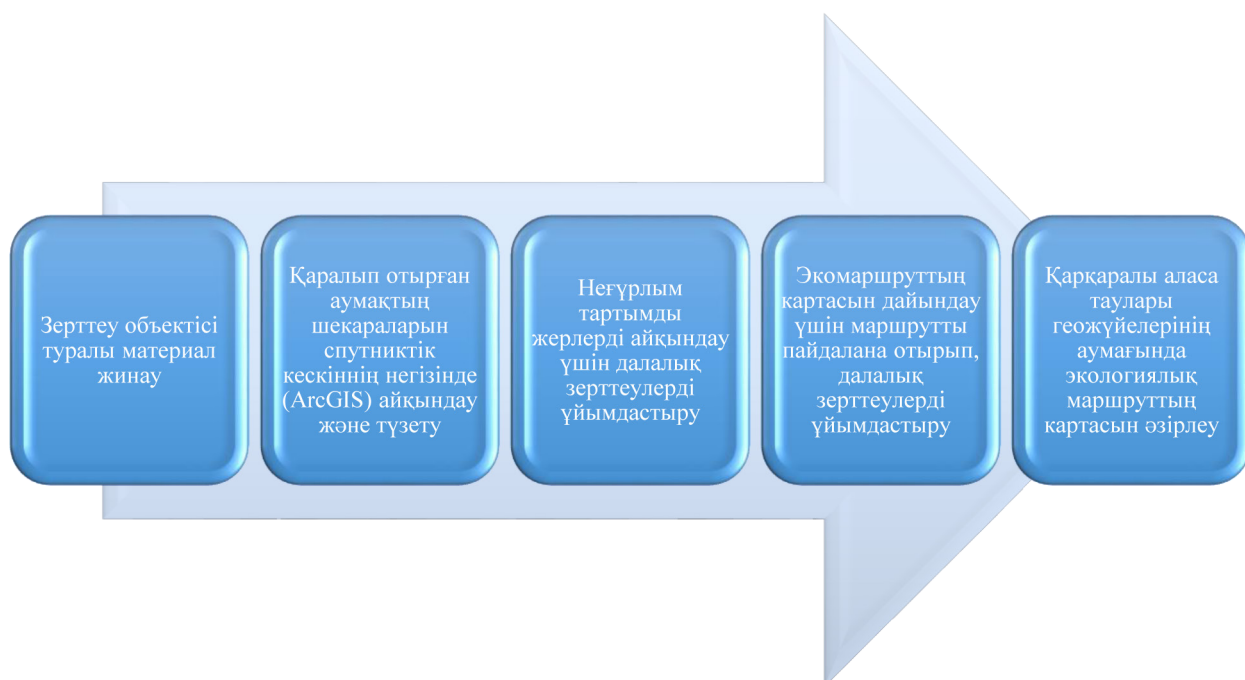 Зерттеу объектісі
туралы материал
жинау
Қаралып отырған
аумақтың
шекараларын
спутниктік
кескіннің негізінде
(ArcGIS) айқындау
және түзету
Неғұрлым
тартымды
жерлерді айқындау
үшін далалық
зерттеулерді
ұйымдастыру
Экомаршруттың
картасын дайындау
үшін маршрутты
пайдалана отырып,
далалық
зерттеулерді
ұйымдастыру
Қарқаралы аласа
таулары
геожүйелерінің
аумағында
экологиялық
маршруттың
картасын әзірлеу